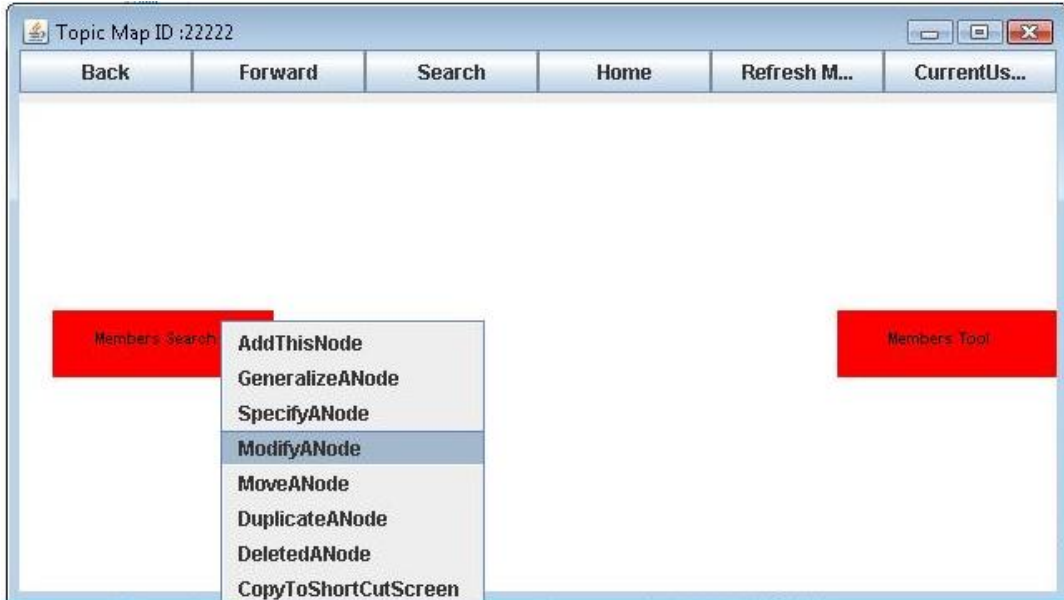 Topic Map ID :22222
Back Forward Search Home Refresh M... CurrentUs...
Members Search
Members Tool
AddThisNode
GeneralizeANode
SpecifyANode
ModifyANode
MoveANode
DuplicateANode
DeletedANode
CopyToShortCutScreen